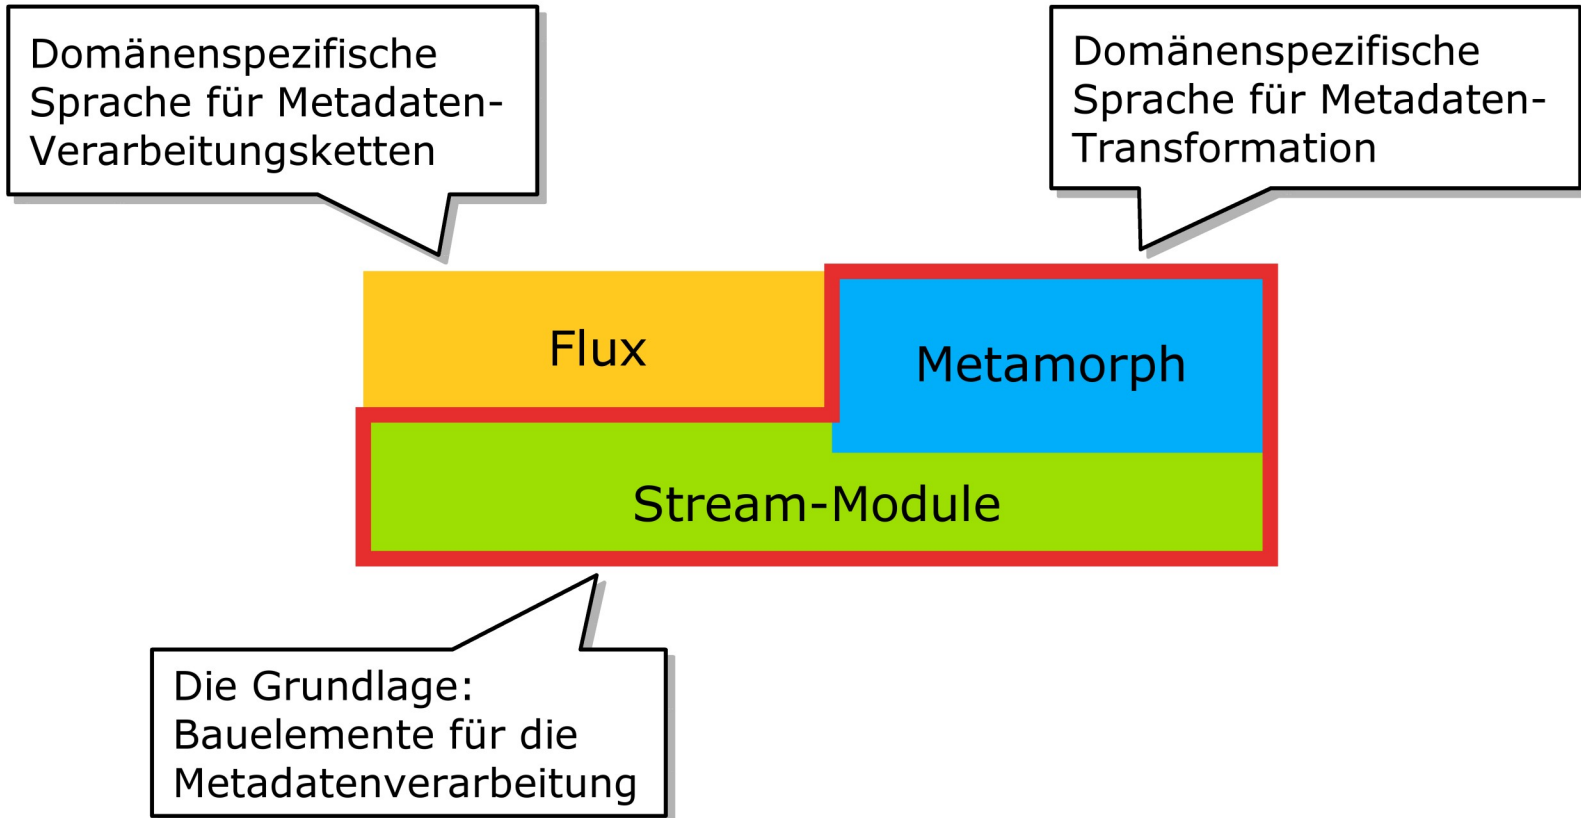 Domänenspezifische
Sprache für Metadaten-
Verarbeitungsketten
Domänenspezifische
Sprache für Metadaten-
Transformation
Flux
Metamorph
Stream-Module
Die Grundlage:
Bauelemente für die
Metadatenverarbeitung